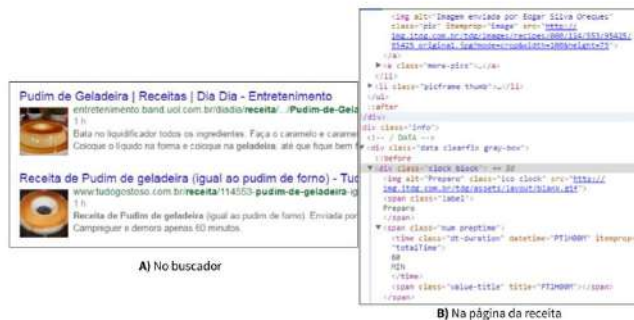 Pudim de Geladeira | Receitas | Dia Dia - Entretenimento
entretenimento.band.uol.com.br/diadia/receita/.../Pudim-de-Gela
1 h
Bata no liquidificador todos os ingredientes. Faça o caramelo e carame
Coloque o líquido na forma e coloque na geladeira, até que fique bem fi
Receita de Pudim de geladeira (igual ao pudim de forno) - Tud
www.tudogostoso.com.br/receita/114553-pudim-de-geladeira-ig
1 h
Receita de Pudim de geladeira (igual ao pudim de forno). Enviada por
Campreguer e demora apenas 60 minutos.
A) No buscador
<img alt="Imagem enviada por Edgar Silva Oreques"
class="pic" itemprop="image" src="http://
img.itdg.com.br/tdg/images/recipes/000/114/553/95425/
95425_original.jpg?mode=crop&width=100&height=75">
</a>
▶<a class="more-pics">…</a>
</li>
▶<li class="picframe thumb">…</li>
</ul>
::after
</div>
div class="info">
<!-- / DATA -->
<div class="data clearfix gray-box">
::before
▼<div class="clock block"> == $0
<img alt="Preparo" class="ico clock" src="http://
img.itdg.com.br/tdg/assets/layout/blank.gif">
<span class="label">
Preparo
</span>
▼<span class="num preptime">
<time class="dt-duration" datetime="PT1H00M" itemprop=
"totalTime">
60
MIN
</time>
<span class="value-title" title="PT1H00M"></span>
</span>
B) Na página da receita